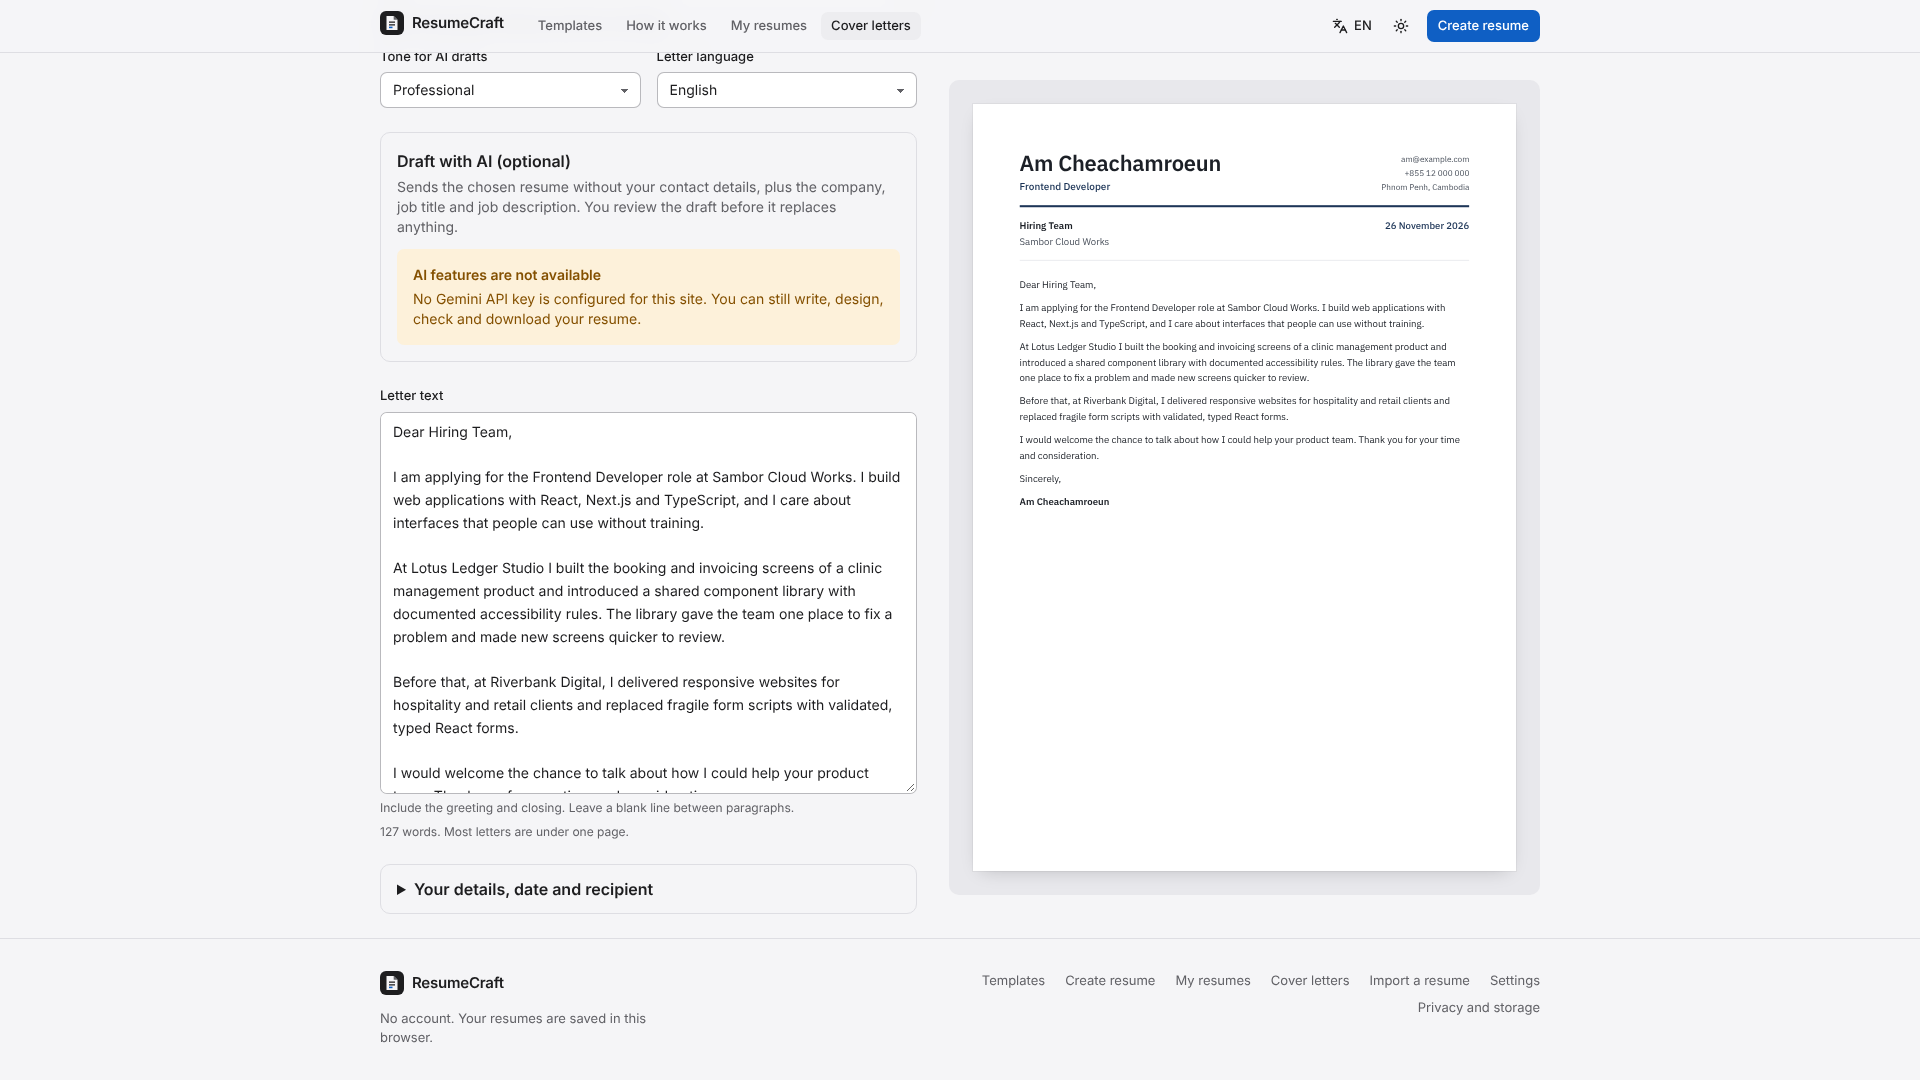 ResumeCraft
Templates
How it works
My resumes
Cover letters
EN
Create resume
Tone for AI drafts
Letter language
Professional
English
Draft with AI (optional)
Sends the chosen resume without your contact details, plus the company,
job title and job description. You review the draft before it replaces
anything.
AI features are not available
No Gemini API key is configured for this site. You can still write, design,
check and download your resume.
Letter text
Dear Hiring Team,
I am applying for the Frontend Developer role at Sambor Cloud Works. I build
web applications with React, Next.js and TypeScript, and I care about
interfaces that people can use without training.
At Lotus Ledger Studio I built the booking and invoicing screens of a clinic
management product and introduced a shared component library with
documented accessibility rules. The library gave the team one place to fix a
problem and made new screens quicker to review.
Before that, at Riverbank Digital, I delivered responsive websites for
hospitality and retail clients and replaced fragile form scripts with validated,
typed React forms.
I would welcome the chance to talk about how I could help your product
Include the greeting and closing. Leave a blank line between paragraphs.
127 words. Most letters are under one page.
Your details, date and recipient
Am Cheachamroeun
Frontend Developer
am@example.com
+855 12 000 000
Phnom Penh, Cambodia
Hiring Team
Sambor Cloud Works
26 November 2026
Dear Hiring Team,
I am applying for the Frontend Developer role at Sambor Cloud Works. I build web applications with
React, Next.js and TypeScript, and I care about interfaces that people can use without training.
At Lotus Ledger Studio I built the booking and invoicing screens of a clinic management product and
introduced a shared component library with documented accessibility rules. The library gave the team
one place to fix a problem and made new screens quicker to review.
Before that, at Riverbank Digital, I delivered responsive websites for hospitality and retail clients and
replaced fragile form scripts with validated, typed React forms.
I would welcome the chance to talk about how I could help your product team. Thank you for your time
and consideration.
Sincerely,
Am Cheachamroeun
ResumeCraft
No account. Your resumes are saved in this
browser.
Templates
Create resume
My resumes
Cover letters
Import a resume
Settings
Privacy and storage